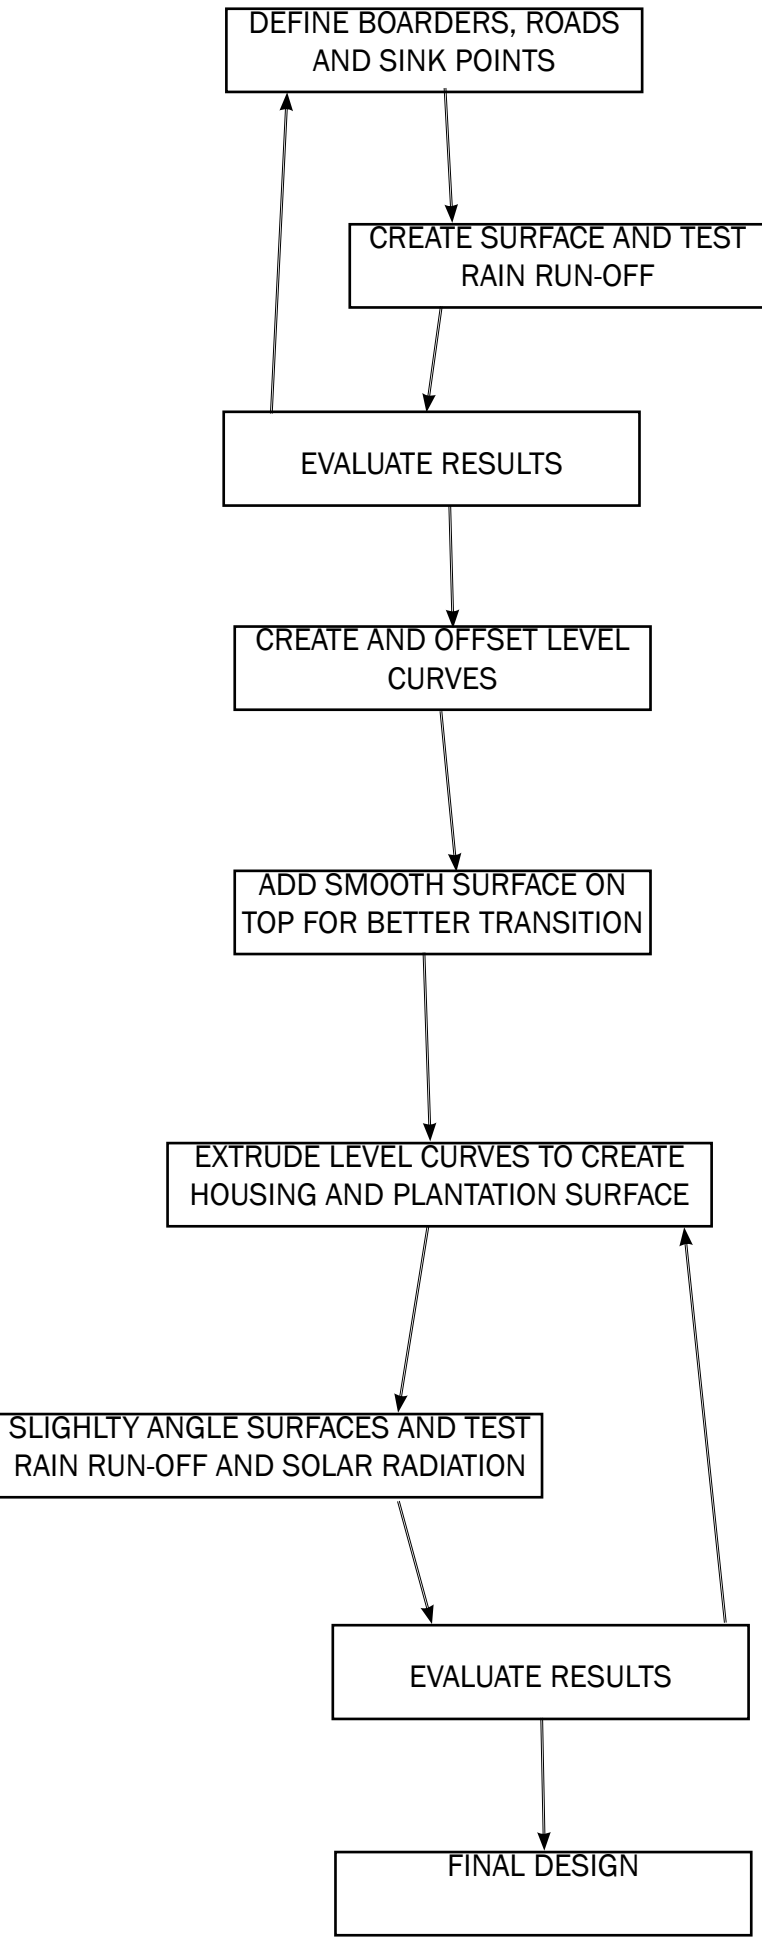 DEFINE BOARDERS, ROADS
AND SINK POINTS
CREATE SURFACE AND TEST
RAIN RUN-OFF
EVALUATE RESULTS
CREATE AND OFFSET LEVEL
CURVES
ADD SMOOTH SURFACE ON
TOP FOR BETTER TRANSITION
EXTRUDE LEVEL CURVES TO CREATE
HOUSING AND PLANTATION SURFACE
SLIGHLTY ANGLE SURFACES AND TEST
RAIN RUN-OFF AND SOLAR RADIATION
EVALUATE RESULTS
FINAL DESIGN